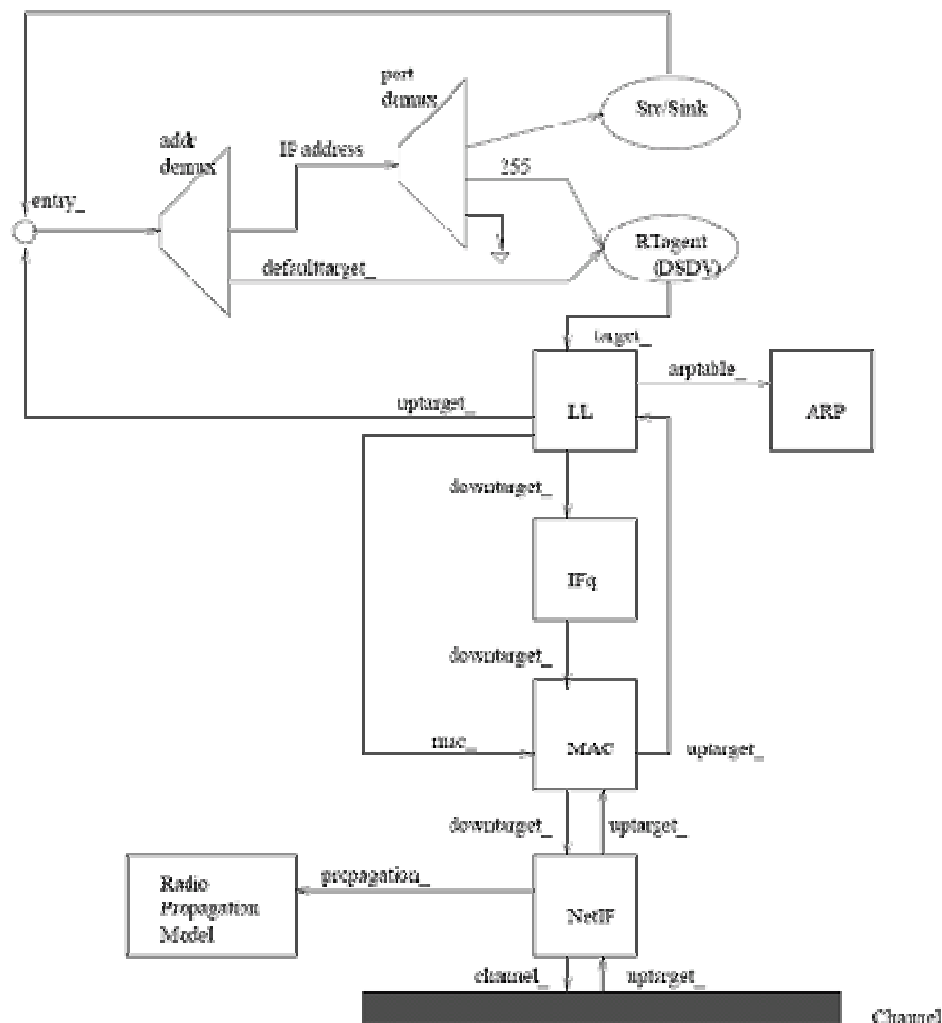 port
demux
Src/Sink
addr
demux
IP address
255
entry_
RTagent
(DSDV)
defaulttarget_
target_
arptable_
uptarget_
LL
ARP
downtarget_
IFq
downtarget_
mac_
MAC
uptarget_
downtarget_
uptarget_
propagation_
Radio
Propagation
Model
NetIF
channel_
uptarget_
Channel